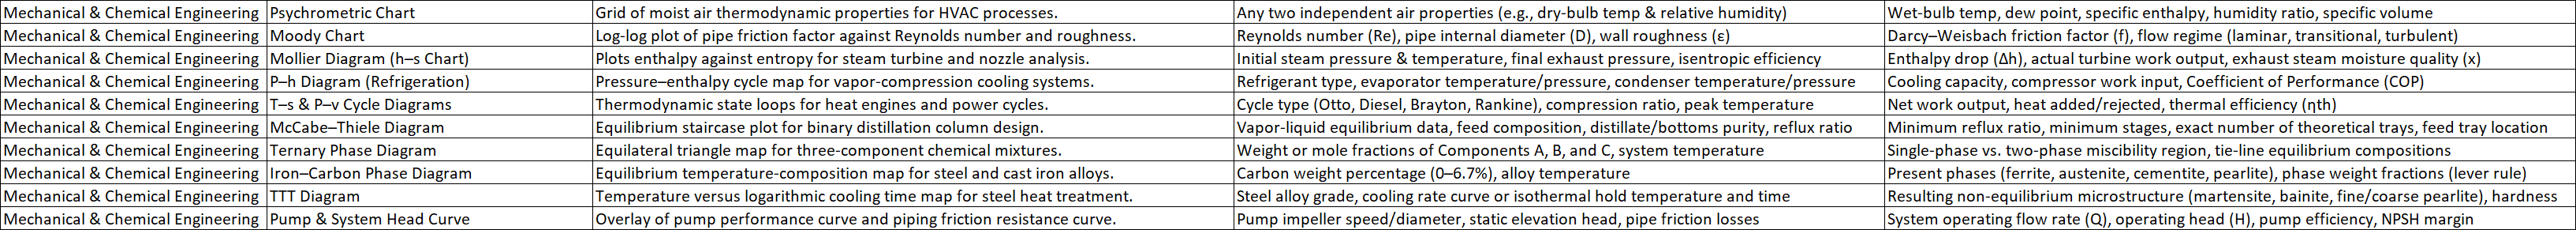 Mechanical & Chemical Engineering Psychrometric Chart Grid of moist air thermodynamic properties for HVAC processes. Any two independent air properties (e.g., dry-bulb temp & relative humidity) Wet-bulb temp, dew point, specific enthalpy, humidity ratio, specific volume
Mechanical & Chemical Engineering Moody Chart Log-log plot of pipe friction factor against Reynolds number and roughness. Reynolds number (Re), pipe internal diameter (D), wall roughness (ε) Darcy–Weisbach friction factor (f), flow regime (laminar, transitional, turbulent)
Mechanical & Chemical Engineering Mollier Diagram (h–s Chart) Plots enthalpy against entropy for steam turbine and nozzle analysis. Initial steam pressure & temperature, final exhaust pressure, isentropic efficiency Enthalpy drop (Δh), actual turbine work output, exhaust steam moisture quality (x)
Mechanical & Chemical Engineering P–h Diagram (Refrigeration) Pressure–enthalpy cycle map for vapor-compression cooling systems. Refrigerant type, evaporator temperature/pressure, condenser temperature/pressure Cooling capacity, compressor work input, Coefficient of Performance (COP)
Mechanical & Chemical Engineering T–s & P–v Cycle Diagrams Thermodynamic state loops for heat engines and power cycles. Cycle type (Otto, Diesel, Brayton, Rankine), compression ratio, peak temperature Net work output, heat added/rejected, thermal efficiency (ηth)
Mechanical & Chemical Engineering McCabe–Thiele Diagram Equilibrium staircase plot for binary distillation column design. Vapor-liquid equilibrium data, feed composition, distillate/bottoms purity, reflux ratio Minimum reflux ratio, minimum stages, exact number of theoretical trays, feed tray location
Mechanical & Chemical Engineering Ternary Phase Diagram Equilateral triangle map for three-component chemical mixtures. Weight or mole fractions of Components A, B, and C, system temperature Single-phase vs. two-phase miscibility region, tie-line equilibrium compositions
Mechanical & Chemical Engineering Iron–Carbon Phase Diagram Equilibrium temperature-composition map for steel and cast iron alloys. Carbon weight percentage (0–6.7%), alloy temperature Present phases (ferrite, austenite, cementite, pearlite), phase weight fractions (lever rule)
Mechanical & Chemical Engineering TTT Diagram Temperature versus logarithmic cooling time map for steel heat treatment. Steel alloy grade, cooling rate curve or isothermal hold temperature and time Resulting non-equilibrium microstructure (martensite, bainite, fine/coarse pearlite), hardness
Mechanical & Chemical Engineering Pump & System Head Curve Overlay of pump performance curve and piping friction resistance curve. Pump impeller speed/diameter, static elevation head, pipe friction losses System operating flow rate (Q), operating head (H), pump efficiency, NPSH margin